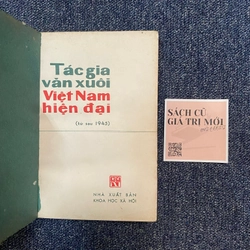 Tác gia
văn xuôi
Việt Nam
hiện đại
(từ sau 1945)
NHÀ XUẤT BẢN
KHOA HỌC XÃ HỘI
SÁCH CŨ
GIÁ TRỊ MỚI